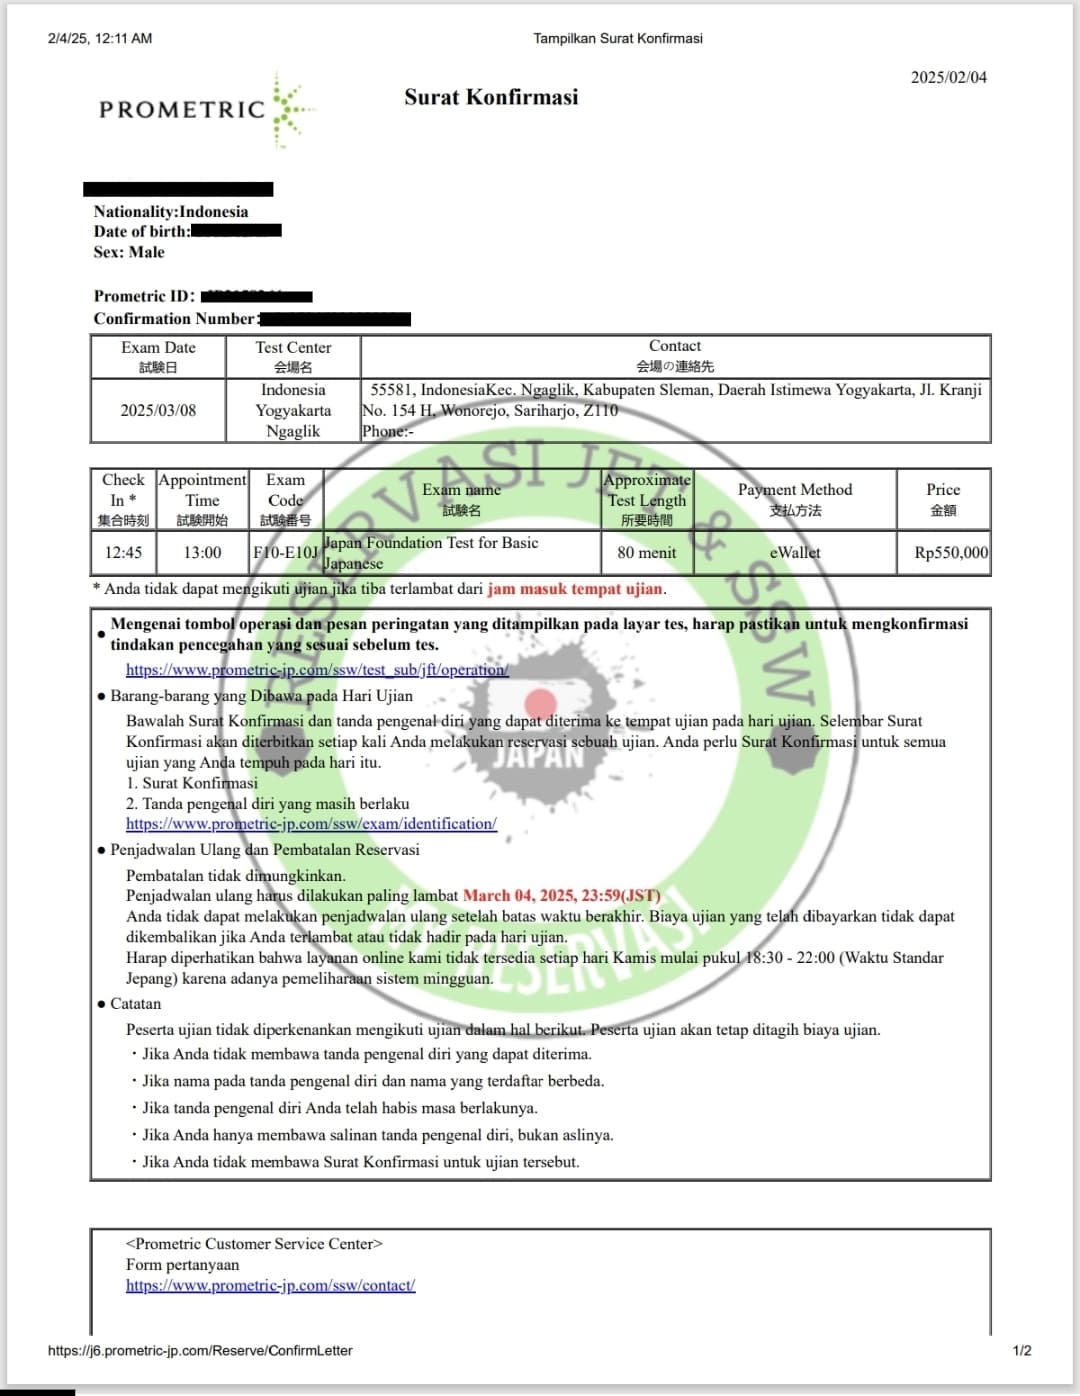 2/4/25, 12:11 AM
Tampilkan Surat Konfirmasi
2025/02/04
PROMETRIC
Surat Konfirmasi
Nationality:Indonesia
Date of birth:
Sex: Male
Prometric ID:
Confirmation Number:
Exam Date
試験日
Test Center
会場名
Contact
会場の連絡先
2025/03/08
Indonesia
Yogyakarta
Ngaglik
55581, IndonesiaKec. Ngaglik, Kabupaten Sleman, Daerah Istimewa Yogyakarta, Jl. Kranji
No. 154 H, Wonorejo, Sariharjo, Z110
Phone:-
Check
In *
集合時刻
Appointment
Time
試験開始
Exam
Code
試験番号
Exam name
試験名
Approximate
Test Length
所要時間
Payment Method
支払方法
Price
金額
12:45
13:00
F10-E10J
Japan Foundation Test for Basic
Japanese
80 menit
eWallet
Rp550,000
* Anda tidak dapat mengikuti ujian jika tiba terlambat dari jam masuk tempat ujian.
● Mengenai tombol operasi dan pesan peringatan yang ditampilkan pada layar tes, harap pastikan untuk mengkonfirmasi
tindakan pencegahan yang sesuai sebelum tes.
https://www.prometric-jp.com/ssw/test_sub/jft/operation/
● Barang-barang yang Dibawa pada Hari Ujian
Bawalah Surat Konfirmasi dan tanda pengenal diri yang dapat diterima ke tempat ujian pada hari ujian. Selembar Surat
Konfirmasi akan diterbitkan setiap kali Anda melakukan reservasi sebuah ujian. Anda perlu Surat Konfirmasi untuk semua
ujian yang Anda tempuh pada hari itu.
1. Surat Konfirmasi
2. Tanda pengenal diri yang masih berlaku
https://www.prometric-jp.com/ssw/exam/identification/
● Penjadwalan Ulang dan Pembatalan Reservasi
Pembatalan tidak dimungkinkan.
Penjadwalan ulang harus dilakukan paling lambat March 04, 2025, 23:59(JST)
Anda tidak dapat melakukan penjadwalan ulang setelah batas waktu berakhir. Biaya ujian yang telah dibayarkan tidak dapat
dikembalikan jika Anda terlambat atau tidak hadir pada hari ujian.
Harap diperhatikan bahwa layanan online kami tidak tersedia setiap hari Kamis mulai pukul 18:30 - 22:00 (Waktu Standar
Jepang) karena adanya pemeliharaan sistem mingguan.
● Catatan
Peserta ujian tidak diperkenankan mengikuti ujian dalam hal berikut. Peserta ujian akan tetap ditagih biaya ujian.
・Jika Anda tidak membawa tanda pengenal diri yang dapat diterima.
・Jika nama pada tanda pengenal diri dan nama yang terdaftar berbeda.
・Jika tanda pengenal diri Anda telah habis masa berlakunya.
・Jika Anda hanya membawa salinan tanda pengenal diri, bukan aslinya.
・Jika Anda tidak membawa Surat Konfirmasi untuk ujian tersebut.
RESERVASI JFT & SSW
JAPAN
RESERVASI
<Prometric Customer Service Center>
Form pertanyaan
https://www.prometric-jp.com/ssw/contact/
https://j6.prometric-jp.com/Reserve/ConfirmLetter
1/2